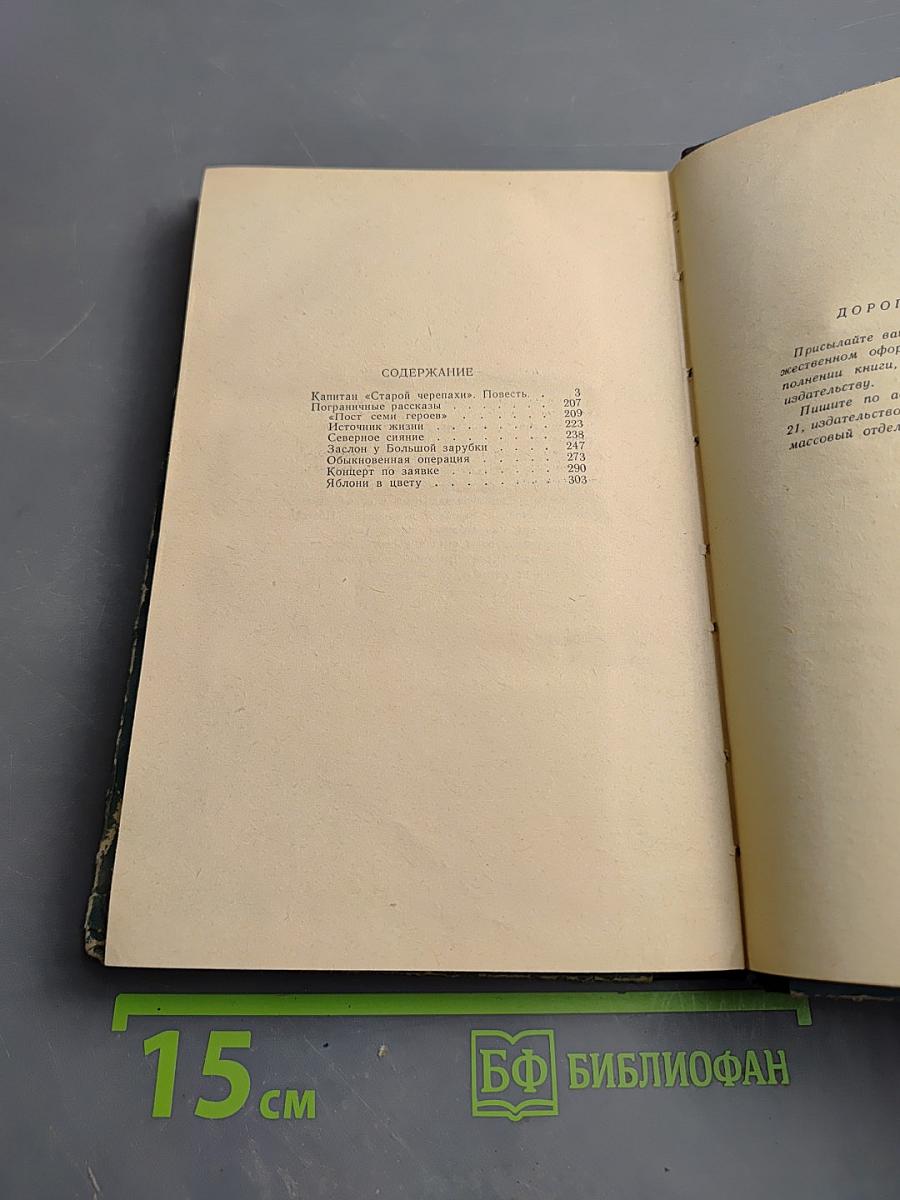 СОДЕРЖАНИЕ
Капитан «Старой черепахи». Повесть. . 3
Пограничные рассказы . . . . . . . 207
«Пост семи героев» . . . . . . . 209
Источник жизни . . . . . . . 223
Северное сияние . . . . . . . 238
Заслон у Большой зарубки . . . . 247
Обыкновенная операция . . . . . 273
Концерт по заявке . . . . . . 290
Яблони в цвету . . . . . . . 303
ДОРОГ
Присылайте ва
жественном офор
полнении книги,
издательству.
Пишите по а
21, издательство
массовый отдел
15 см
БФ БИБЛИОФАН